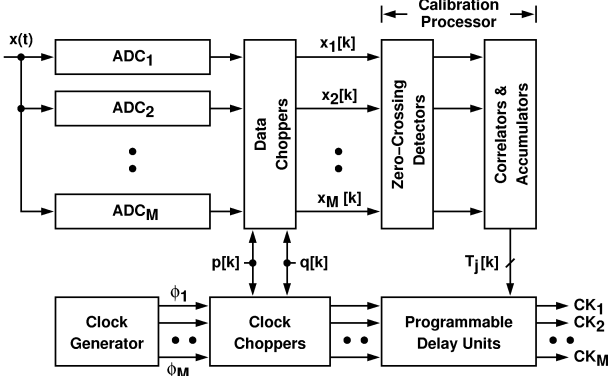 Calibration
Processor
x(t)
ADC1
ADC2
ADCM
Data
Choppers
x1[k]
x2[k]
xM [k]
Zero−Crossing
Detectors
Correlators &
Accumulators
p[k]
q[k]
Tj[k]
Clock
Generator
ϕ1
ϕM
Clock
Choppers
Programmable
Delay Units
CK1
CK2
CKM